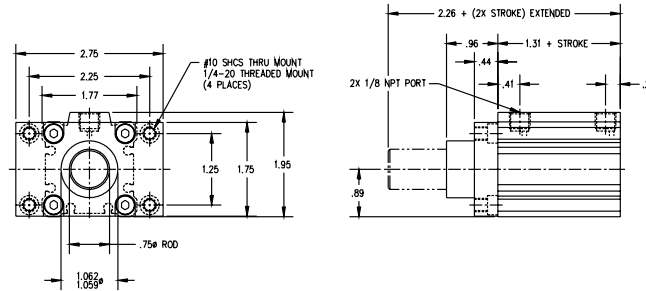 2.26 + (2X STROKE) EXTENDED
2.75
.96
1.31 + STROKE
#10 SHCS THRU MOUNT
1/4-20 THREADED MOUNT
(4 PLACES)
2.25
.44
1.77
2X 1/8 NPT PORT
.41
1.25
1.75
1.95
.89
.75ø ROD
1.062ø
1.059